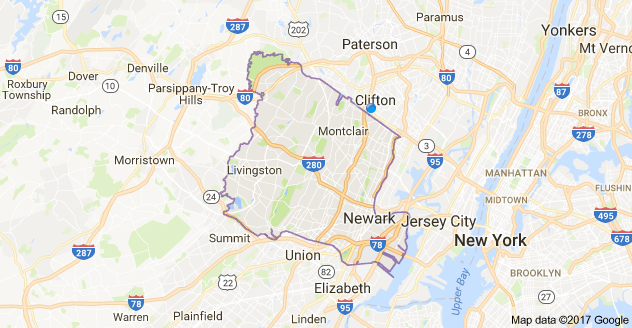 15
287
202
Paramus
Yonkers
Paterson
4
Mt Verno
80
Denville
Dover
Roxbury
Township
10
Parsippany-Troy
Hills
80
80
87
Randolph
Clifton
BRONX
Montclair
278
3
95
Morristown
280
Livingston
MANHATTAN
24
MIDTOWN
FLUSHIN
Newark
Jersey City
495
Summit
78
New York
678
287
Union
82
22
Elizabeth
Upper Bay
BROOKLYN
78
95
27
Plainfield
Linden
Map data ©2017 Google